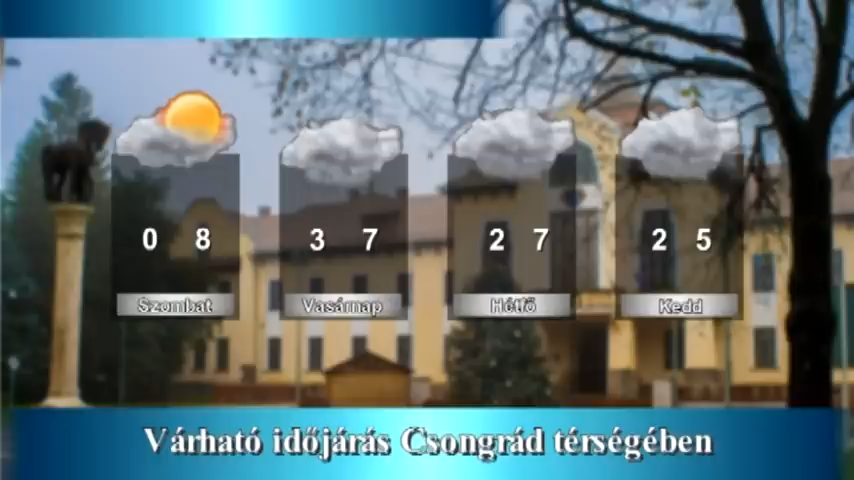 0 8
3 7
2 7
2 5
Szombat
Vasárnap
Hétfő
Kedd
Várható időjárás Csongrád térségében